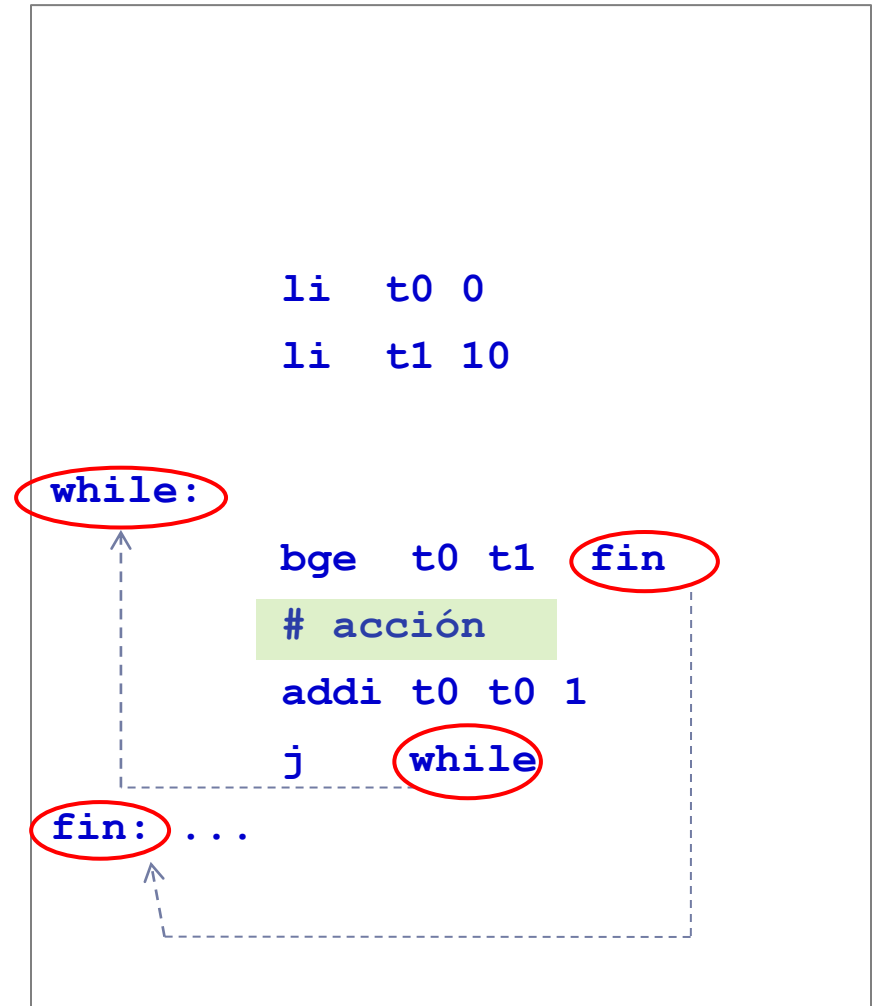 li t0 0
li t1 10
while:
bge t0 t1 fin
# acción
addi t0 t0 1
j while
fin: ...